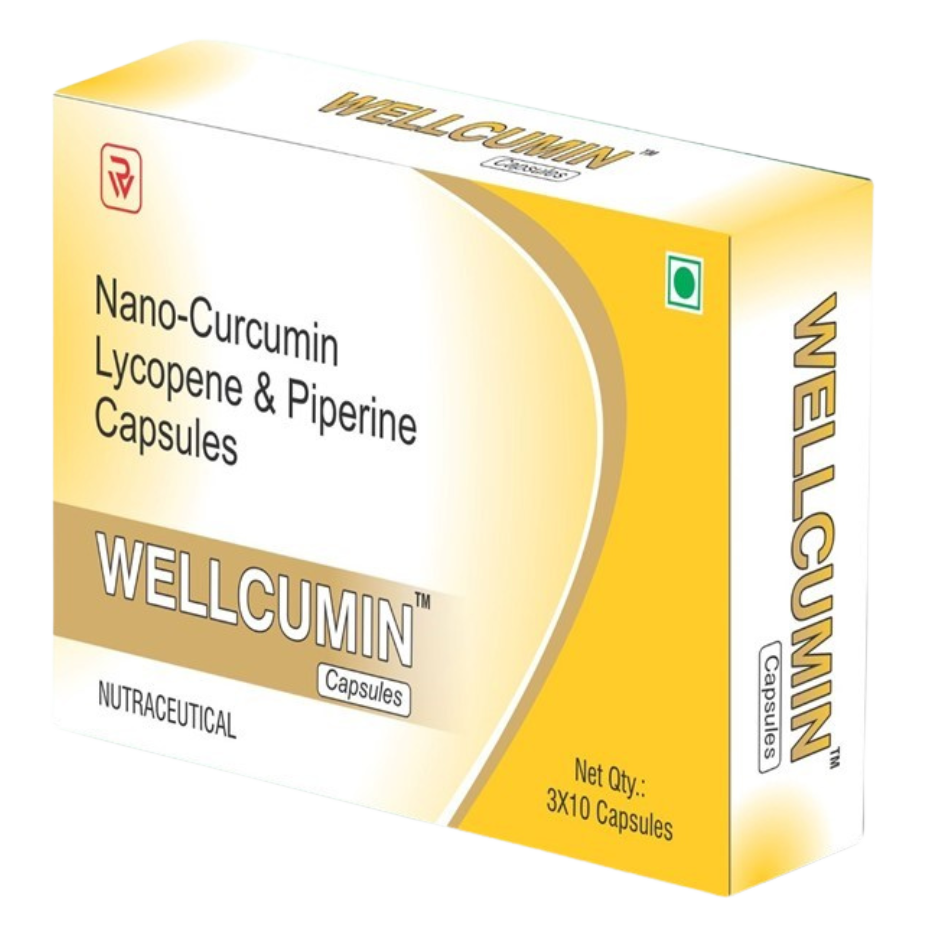 WELLCUMIN™
Capsules
Nano-Curcumin
Lycopene & Piperine
Capsules
WELLCUMIN™
Capsules
NUTRACEUTICAL
Net Qty.:
3X10 Capsules
WELLCUMIN™
Capsules